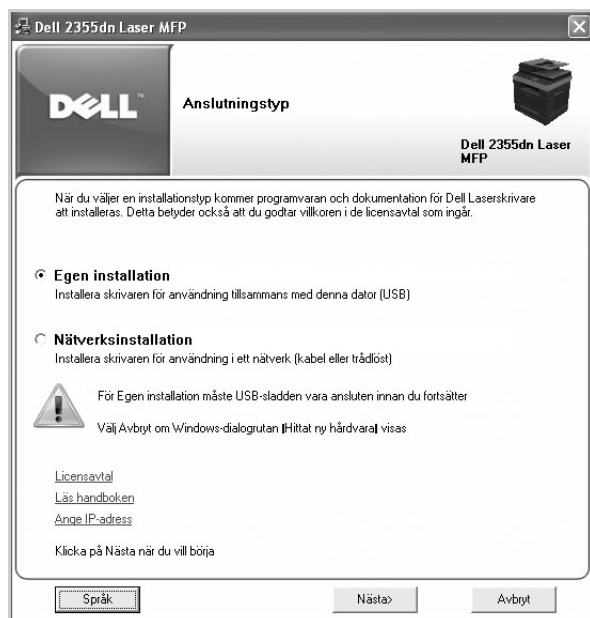 Dell 2355dn Laser MFP
DELL™
Anslutningstyp
Dell 2355dn Laser
MFP
När du väljer en installationstyp kommer programvaran och dokumentation för Dell Laserskrivare
att installeras. Detta betyder också att du godtar villkoren i de licensavtal som ingår.
Egen installation
Installera skrivaren för användning tillsammans med denna dator (USB)
Nätverksinstallation
Installera skrivaren för användning i ett nätverk (kabel eller trådlöst)
För Egen installation måste USB-sladden vara ansluten innan du fortsätter
Välj Avbryt om Windows-dialogrutan |Hittat ny hårdvara| visas
Licensavtal
Läs handboken
Ange IP-adress
Klicka på Nästa när du vill börja
Språk
Nästa>
Avbryt